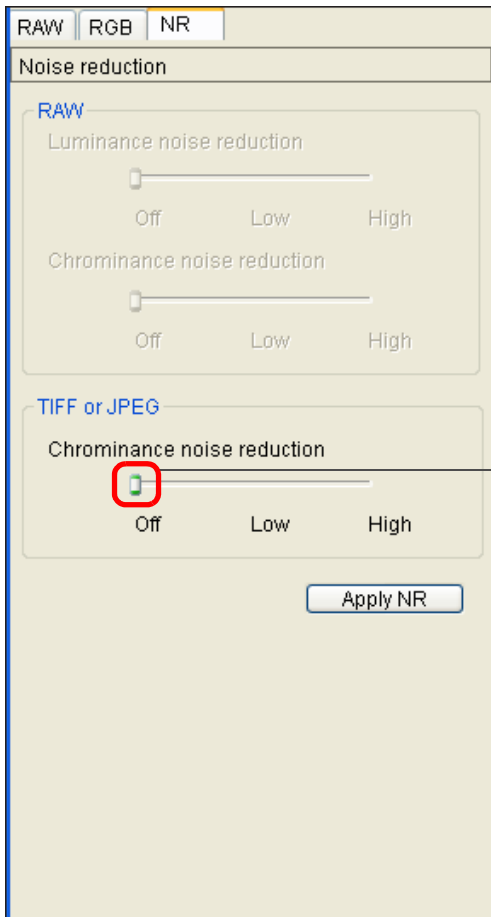 RAW RGB NR
Noise reduction
RAW
Luminance noise reduction
Off Low High
Chrominance noise reduction
Off Low High
TIFF or JPEG
Chrominance noise reduction
Off Low High
Apply NR